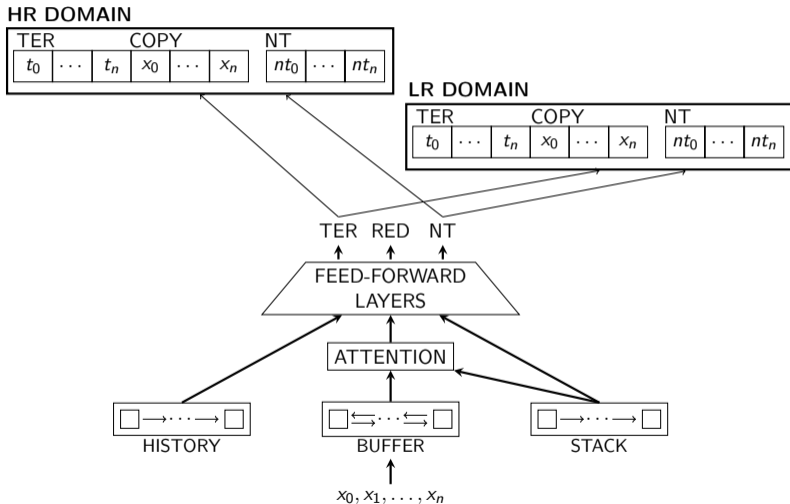 HR DOMAIN
TER COPY NT
t₀ ··· tₙ x₀ ··· xₙ nt₀ ··· ntₙ
LR DOMAIN
TER COPY NT
t₀ ··· tₙ x₀ ··· xₙ nt₀ ··· ntₙ
TER RED NT
FEED-FORWARD
LAYERS
ATTENTION
···
···
···
HISTORY BUFFER STACK
x₀, x₁, . . . , xₙ